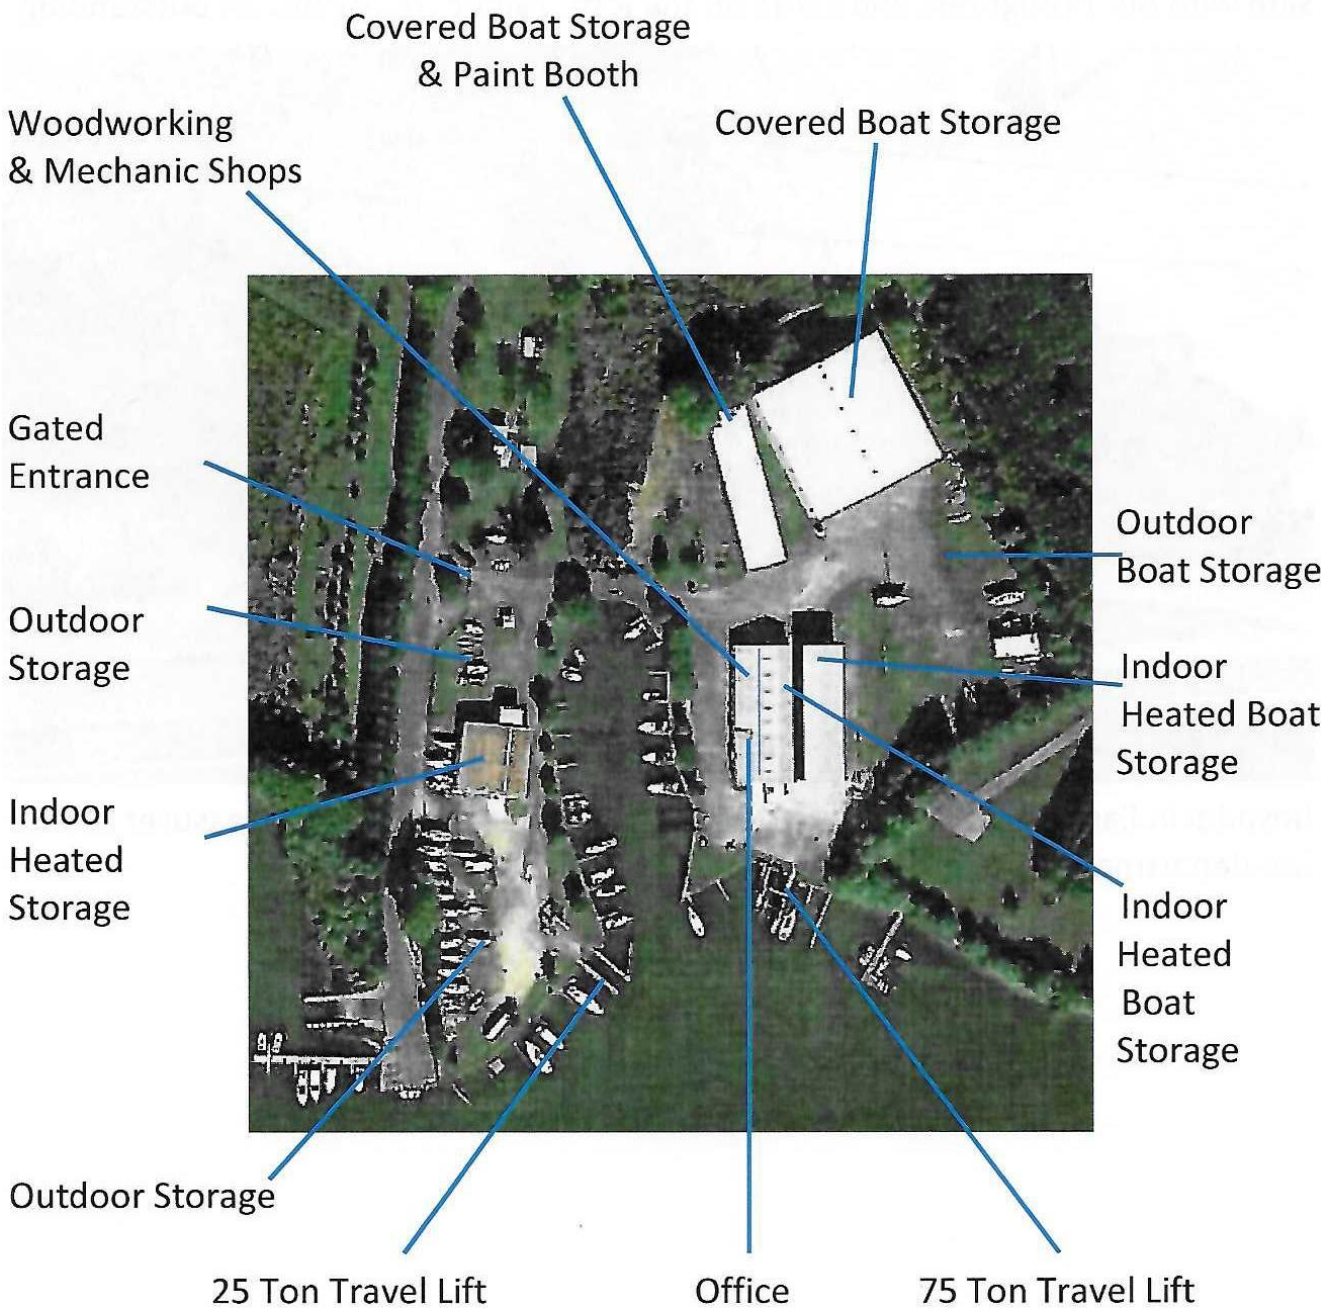 Covered Boat Storage
& Paint Booth
Covered Boat Storage
Woodworking
& Mechanic Shops
Gated
Entrance
Outdoor
Storage
Indoor
Heated
Storage
Outdoor
Boat Storage
Indoor
Heated Boat
Storage
Indoor
Heated
Boat
Storage
Outdoor Storage
25 Ton Travel Lift
Office
75 Ton Travel Lift